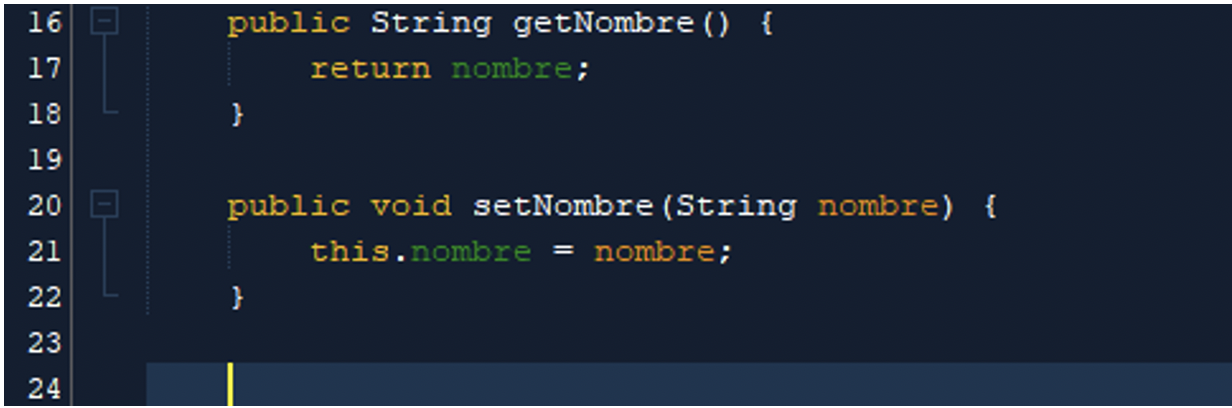 16 public String getNombre() {
17 return nombre;
18 }
19
20 public void setNombre(String nombre) {
21 this.nombre = nombre;
22 }
23
24